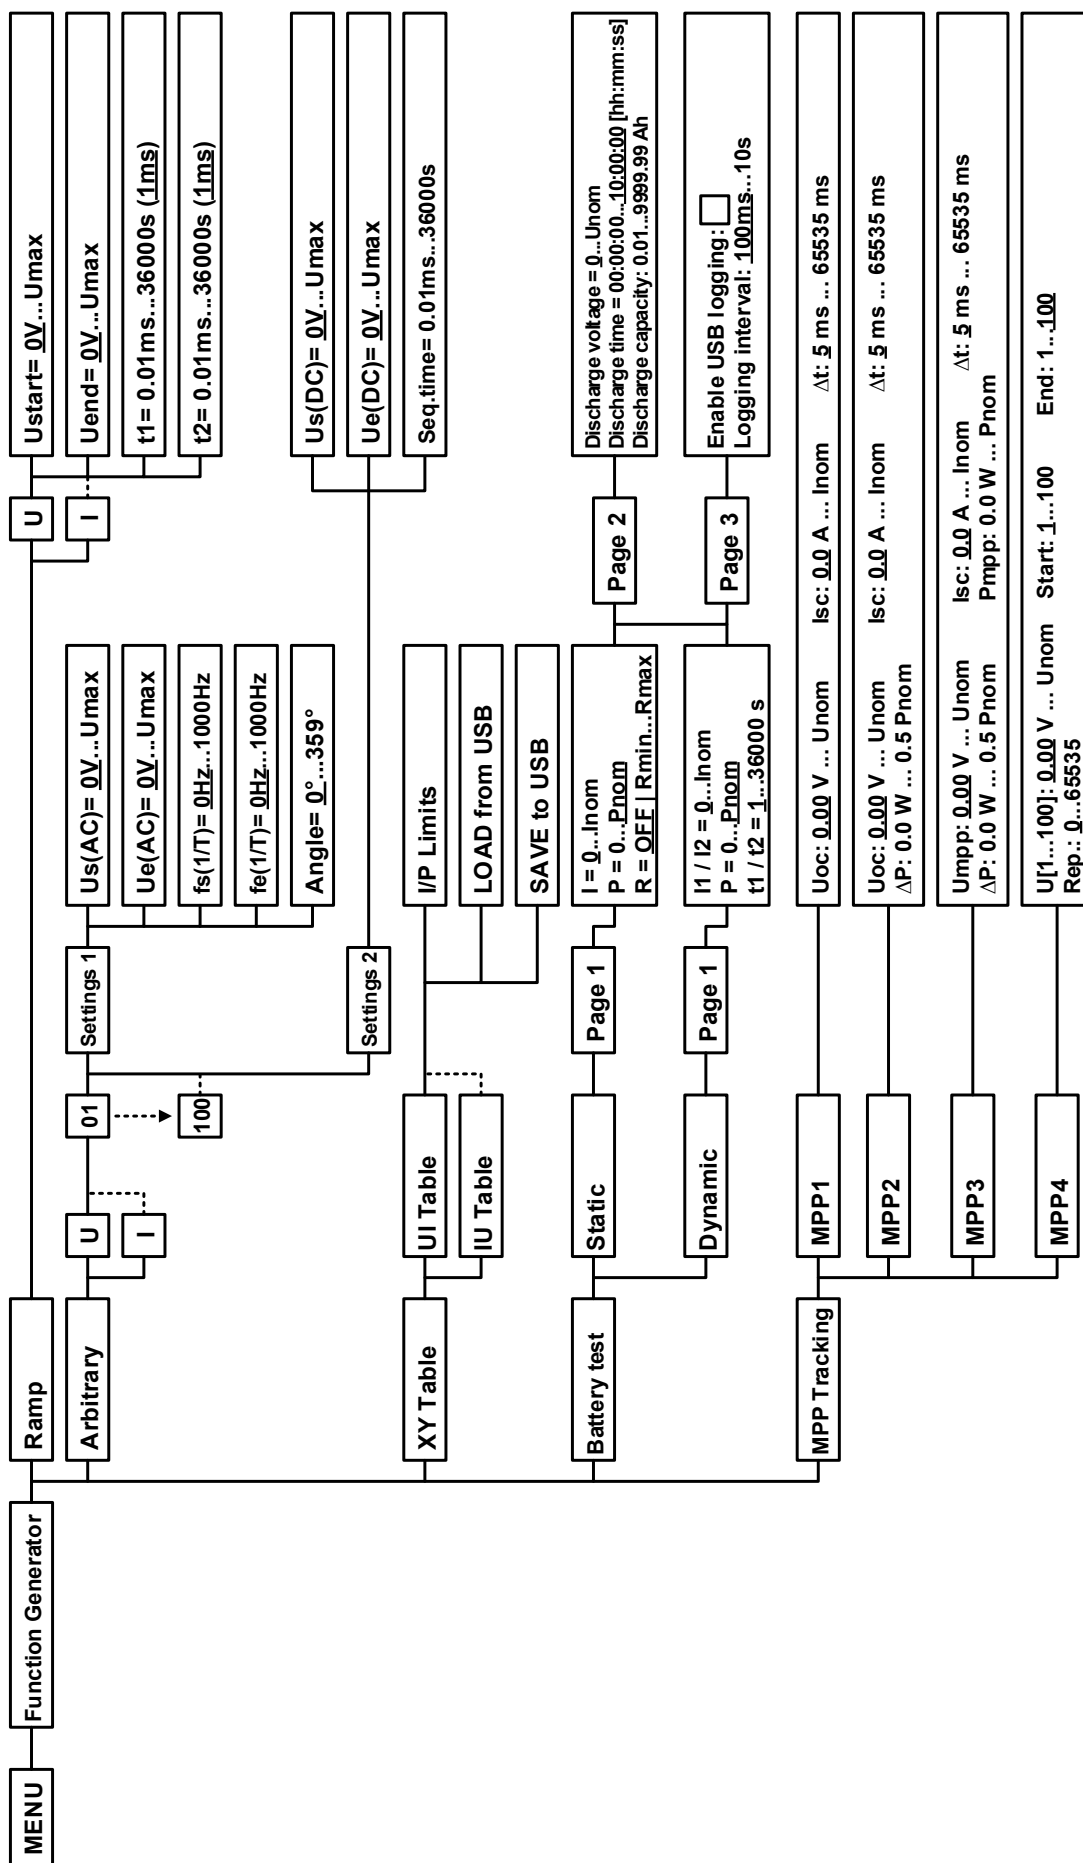 MENU
Function Generator
Ramp
U
Ustart= 0V...Umax
I
Uend= 0V...Umax
t1= 0.01ms...36000s (1ms)
t2= 0.01ms...36000s (1ms)
Arbitrary
U
I
01
100
Settings 1
Us(AC)= 0V...Umax
Ue(AC)= 0V...Umax
fs(1/T)= 0Hz...1000Hz
fe(1/T)= 0Hz...1000Hz
Angle= 0°...359°
Settings 2
Us(DC)= 0V...Umax
Ue(DC)= 0V...Umax
Seq.time= 0.01ms...36000s
XY Table
UI Table
IU Table
I/P Limits
LOAD from USB
SAVE to USB
Battery test
Static
Page 1
I = 0...Inom
P = 0...Pnom
R = OFF | Rmin...Rmax
Dynamic
Page 1
I1 / I2 = 0...Inom
P = 0...Pnom
t1 / t2 = 1...36000 s
Page 2
Discharge voltage = 0...Unom
Discharge time = 00:00:00...10:00:00 [hh:mm:ss]
Discharge capacity: 0.01...9999.99 Ah
Page 3
Enable USB logging:
Logging interval: 100ms...10s
MPP Tracking
MPP1
Uoc: 0.00 V ... Unom Isc: 0.0 A ... Inom Δt: 5 ms ... 65535 ms
MPP2
Uoc: 0.00 V ... Unom Isc: 0.0 A ... Inom Δt: 5 ms ... 65535 ms
ΔP: 0.0 W ... 0.5 Pnom
MPP3
Umpp: 0.00 V ... Unom Isc: 0.0 A ... Inom Δt: 5 ms ... 65535 ms
ΔP: 0.0 W ... 0.5 Pnom Pmpp: 0.0 W ... Pnom
MPP4
U[1...100]: 0.00 V ... Unom Start: 1...100 End: 1...100
Rep.: 0...65535